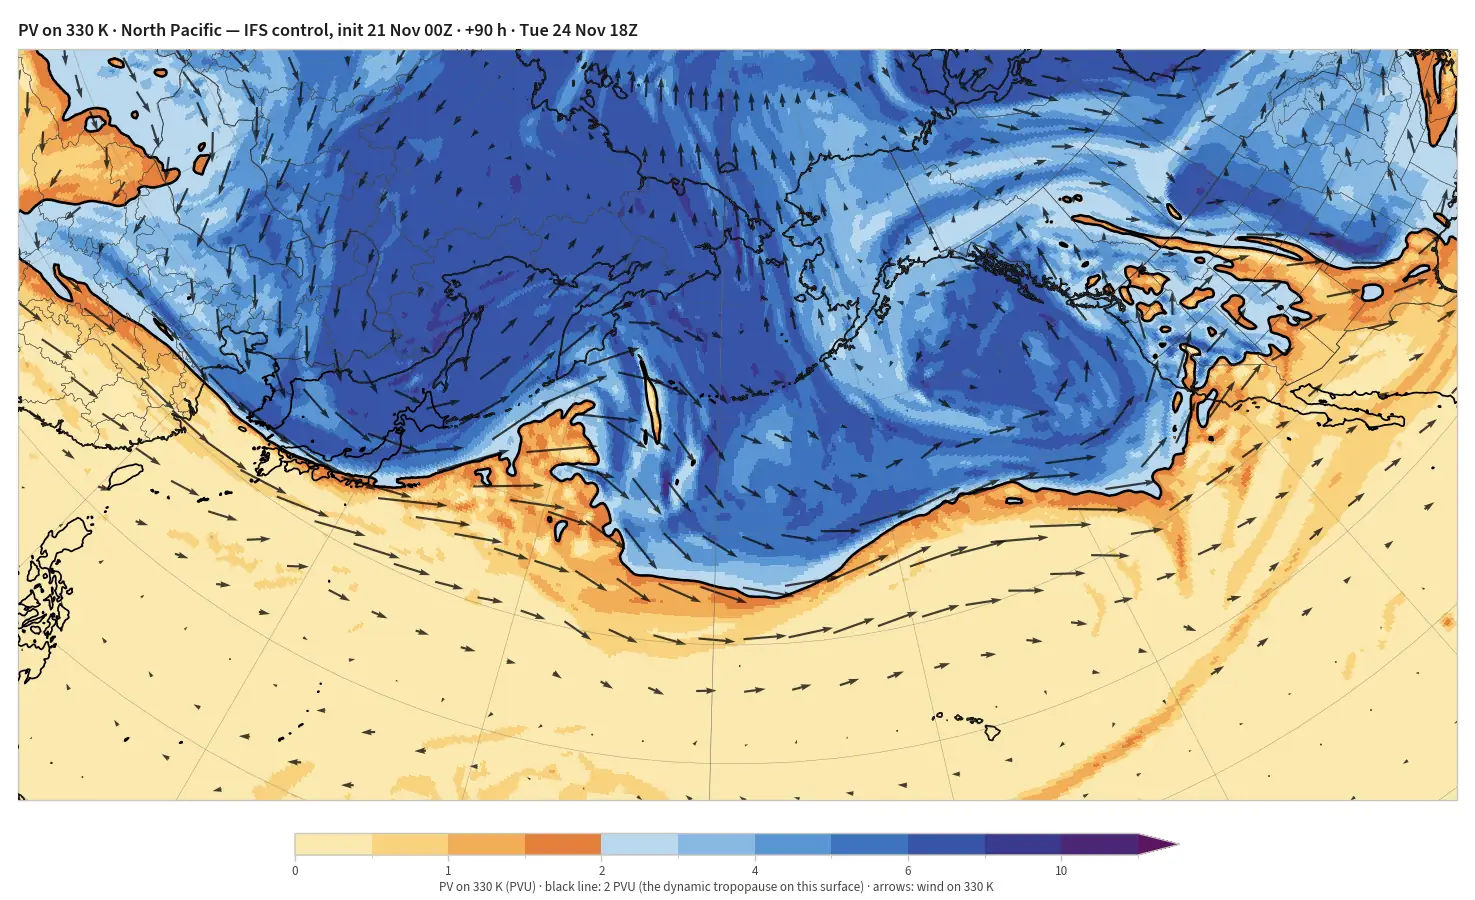 PV on 330 K · North Pacific — IFS control, init 21 Nov 00Z · +90 h · Tue 24 Nov 18Z
0 1 2 4 6 10
PV on 330 K (PVU) · black line: 2 PVU (the dynamic tropopause on this surface) · arrows: wind on 330 K